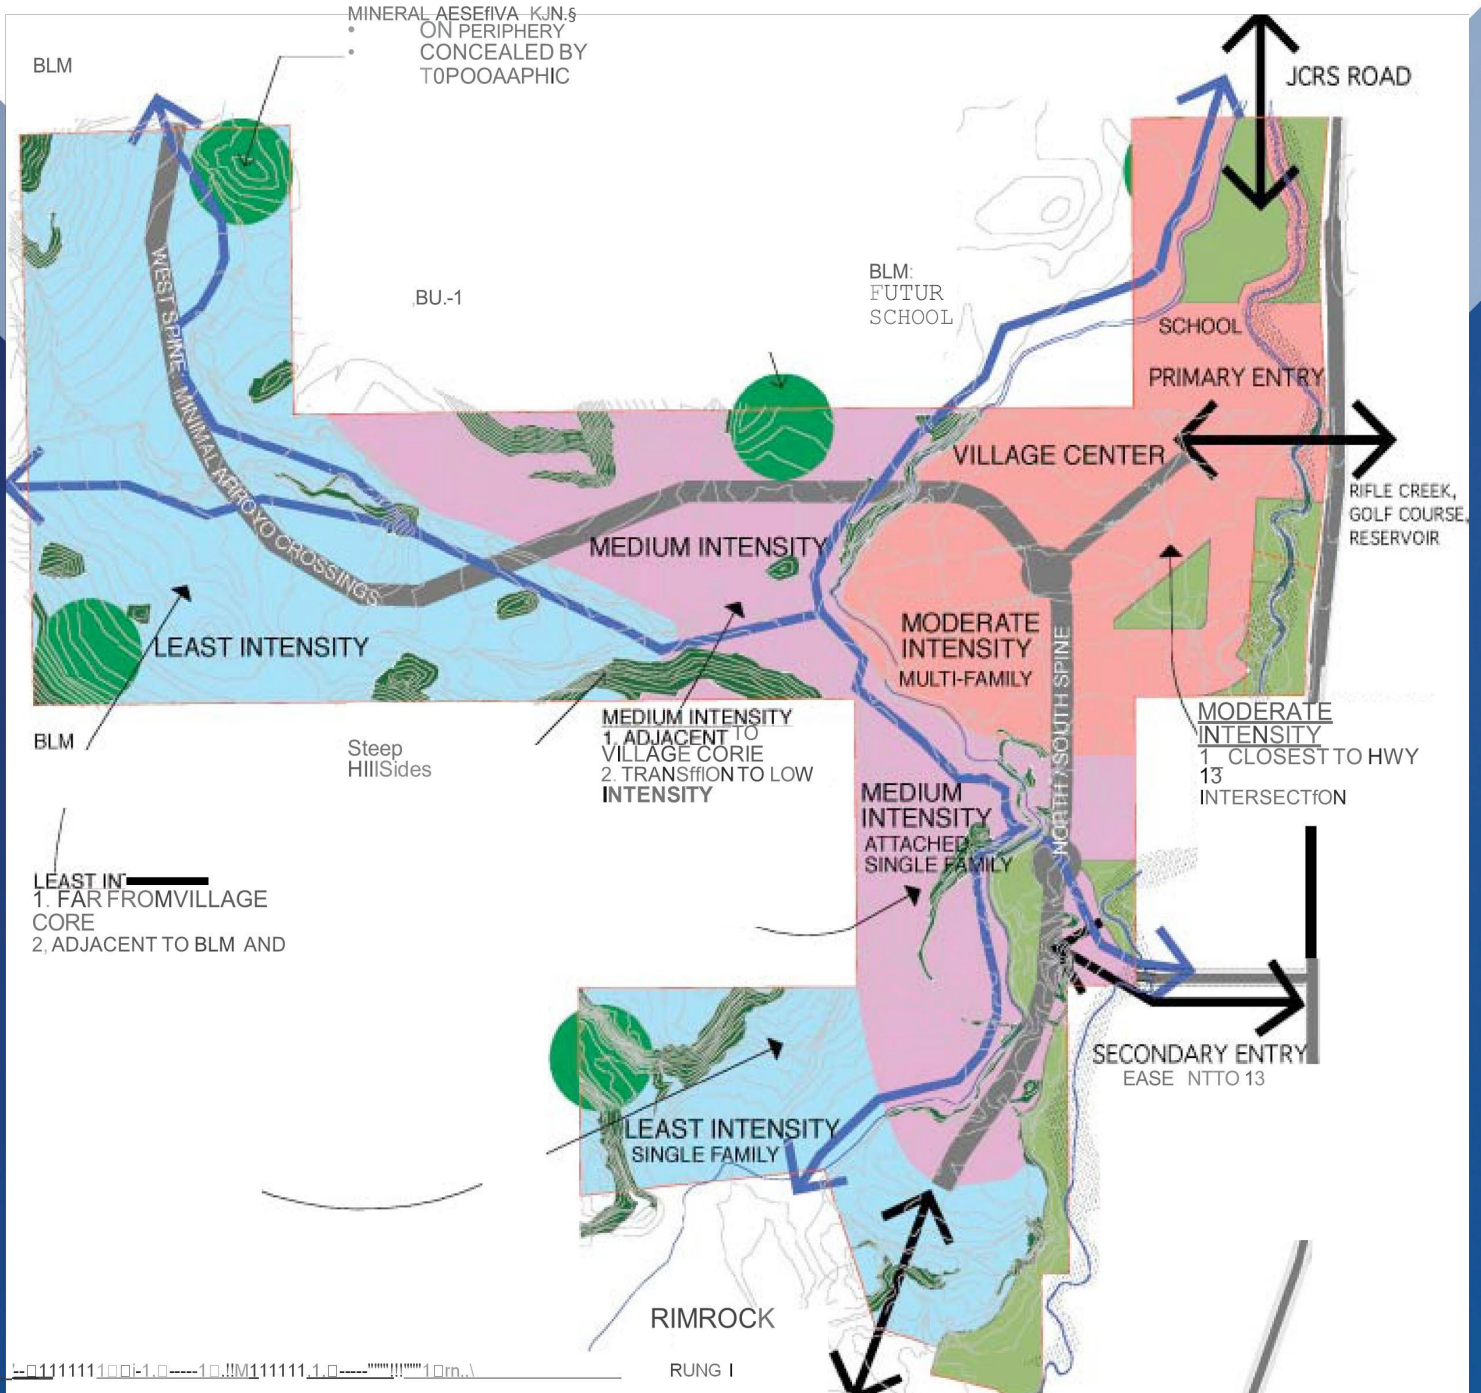 MINERAL AESEflVA KJN.§
• ON PERIPHERY
• CONCEALED BY
T0POOAAPHIC
BLM
JCRS ROAD
WEST SPINE: MINIMAL ARROYO CROSSINGS
,BU.-1
BLM:
FUTUR
SCHOOL
SCHOOL
PRIMARY ENTRY
VILLAGE CENTER
RIFLE CREEK,
GOLF COURSE,
RESERVOIR
MEDIUM INTENSITY
LEAST INTENSITY
MODERATE
INTENSITY
MULTI-FAMILY
NORTH / SOUTH SPINE
BLM
Steep
HIllSides
MEDIUM INTENSITY
1. ADJACENT TO
VILLAGE CORIE
2. TRANSffION TO LOW
INTENSITY
MODERATE
INTENSITY
1_ CLOSEST TO HWY
13
INTERSECTfON
MEDIUM
INTENSITY
ATTACHED
SINGLE FAMILY
LEAST INT
1. FAR FROMVILLAGE
CORE
2, ADJACENT TO BLM AND
SECONDARY ENTRY
EASE NTTO 13
LEAST INTENSITY
SINGLE FAMILY
RIMROCK
RUNG I